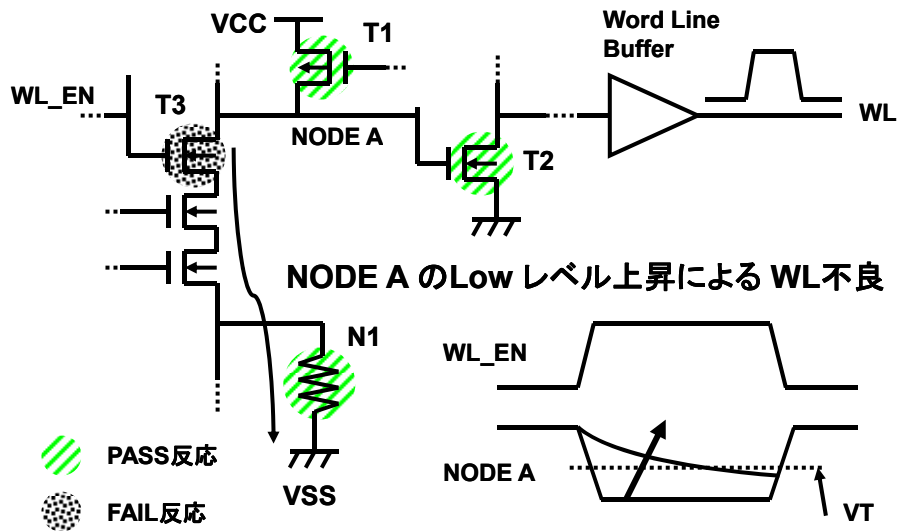 VCC
T1
Word Line
Buffer
WL_EN
T3
NODE A
T2
WL
NODE A のLow レベル上昇による WL不良
N1
WL_EN
PASS反応
NODE A
VSS
FAIL反応
VT